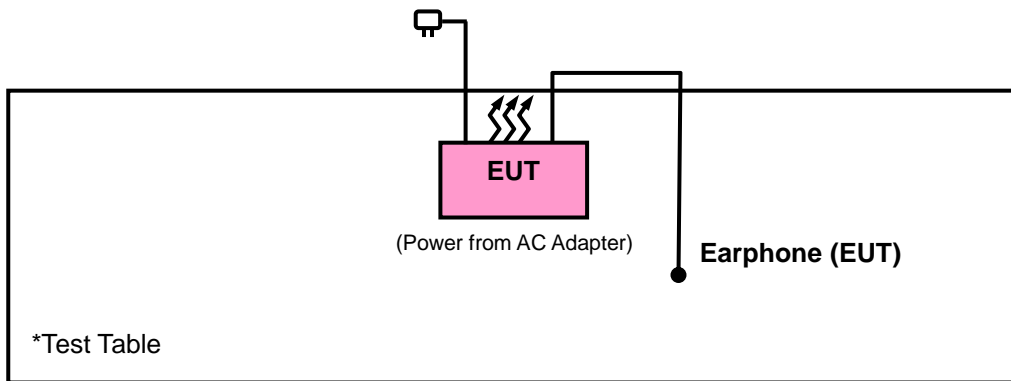 EUT
(Power from AC Adapter)
Earphone (EUT)
*Test Table